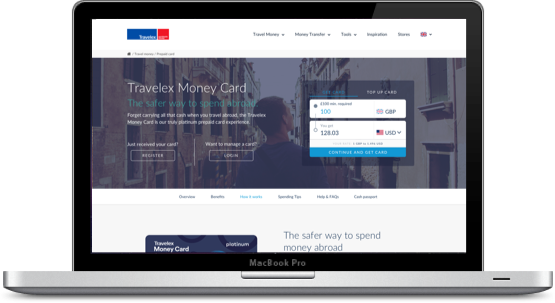 Travelex
Travel Money
Money Transfer
Tools
Inspiration
Stores
/ Travel money / Prepaid card
Travelex Money Card
The safer way to spend abroad.
Forget carrying all that cash when you travel abroad, the Travelex
Money Card is our truly platinum prepaid card experience.
Just received your card?
Want to manage a card?
REGISTER
LOGIN
TOP UP CARD
£100 min. required
100
GBP
You get
128.03
USD
CONTINUE AND GET CARD
Overview
Benefits
How it works
Spending Tips
Help & FAQs
Cash passport
Travelex
Money Card
platinum
The safer way to spend
money abroad
MacBook Pro